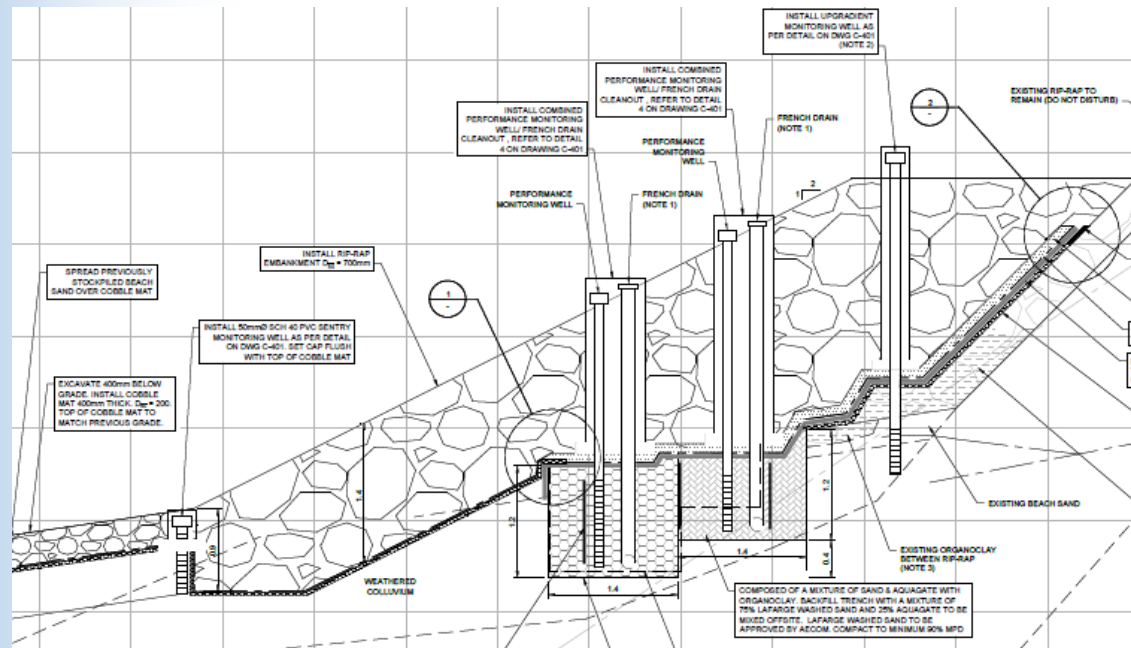 INSTALL UPGRADIENT
MONITORING WELL AS
PER DETAIL ON DWG C-401
(NOTE 2)
INSTALL COMBINED
PERFORMANCE MONITORING
WELL/ FRENCH DRAIN
CLEANOUT , REFER TO DETAIL
4 ON DRAWING C-401
2
-
EXISTING RIP-RAP TO
REMAIN (DO NOT DISTURB)
INSTALL COMBINED
PERFORMANCE MONITORING
WELL/ FRENCH DRAIN
CLEANOUT , REFER TO DETAIL
4 ON DRAWING C-401
FRENCH DRAIN
(NOTE 1)
PERFORMANCE
MONITORING
WELL
2
1
PERFORMANCE
MONITORING WELL
FRENCH DRAIN
(NOTE 1)
INSTALL RIP-RAP
EMBANKMENT D50 = 700mm
SPREAD PREVIOUSLY
STOCKPILED BEACH
SAND OVER COBBLE MAT
1
-
INSTALL 50mmØ SCH 40 PVC SENTRY
MONITORING WELL AS PER DETAIL
ON DWG C-401. SET CAP FLUSH
WITH TOP OF COBBLE MAT
EXCAVATE 400mm BELOW
GRADE. INSTALL COBBLE
MAT 400mm THICK. D50 = 200.
TOP OF COBBLE MAT TO
MATCH PREVIOUS GRADE.
1.4
1.2
1.2
0.9
EXISTING BEACH SAND
0.4
1.4
1.4
EXISTING ORGANOCLAY
BETWEEN RIP-RAP
(NOTE 3)
WEATHERED
COLLUVIUM
COMPOSED OF A MIXTURE OF SAND & AQUAGATE WITH
ORGANOCLAY. BACKFILL TRENCH WITH A MIXTURE OF
75% LAFARGE WASHED SAND AND 25% AQUAGATE TO BE
MIXED OFFSITE. LAFARGE WASHED SAND TO BE
APPROVED BY AECOM. COMPACT TO MINIMUM 90% MPD